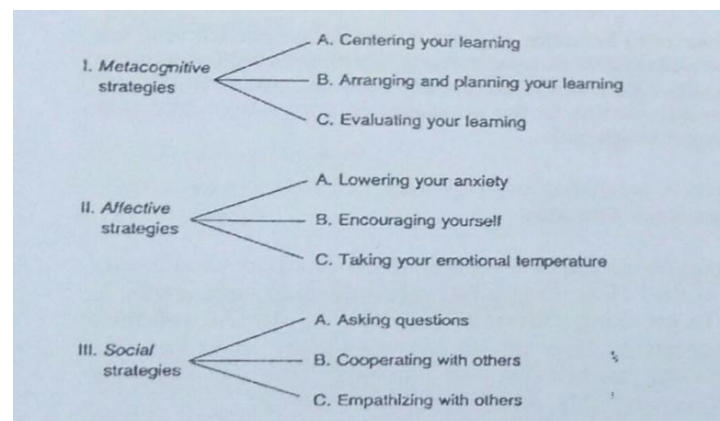 A. Centering your learning
I. Metacognitive
strategies
B. Arranging and planning your learning
C. Evaluating your learning
A. Lowering your anxiety
II. Affective
strategies
B. Encouraging yourself
C. Taking your emotional temperature
A. Asking questions
III. Social
strategies
B. Cooperating with others
C. Empathizing with others